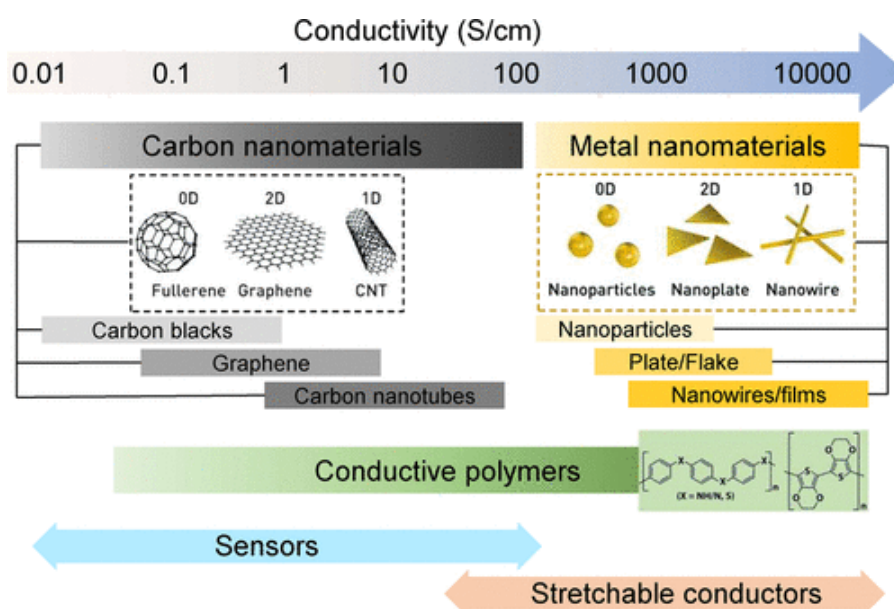 Conductivity (S/cm)
0.01 0.1 1 10 100 1000 10000
Carbon nanomaterials Metal nanomaterials
0D 2D 1D 0D 2D 1D
Fullerene Graphene CNT Nanoparticles Nanoplate Nanowire
Carbon blacks Nanoparticles
Graphene Plate/Flake
Carbon nanotubes Nanowires/films
Conductive polymers
X X X X n
(X = NH/N, S)
O O S S O O n
Sensors
Stretchable conductors